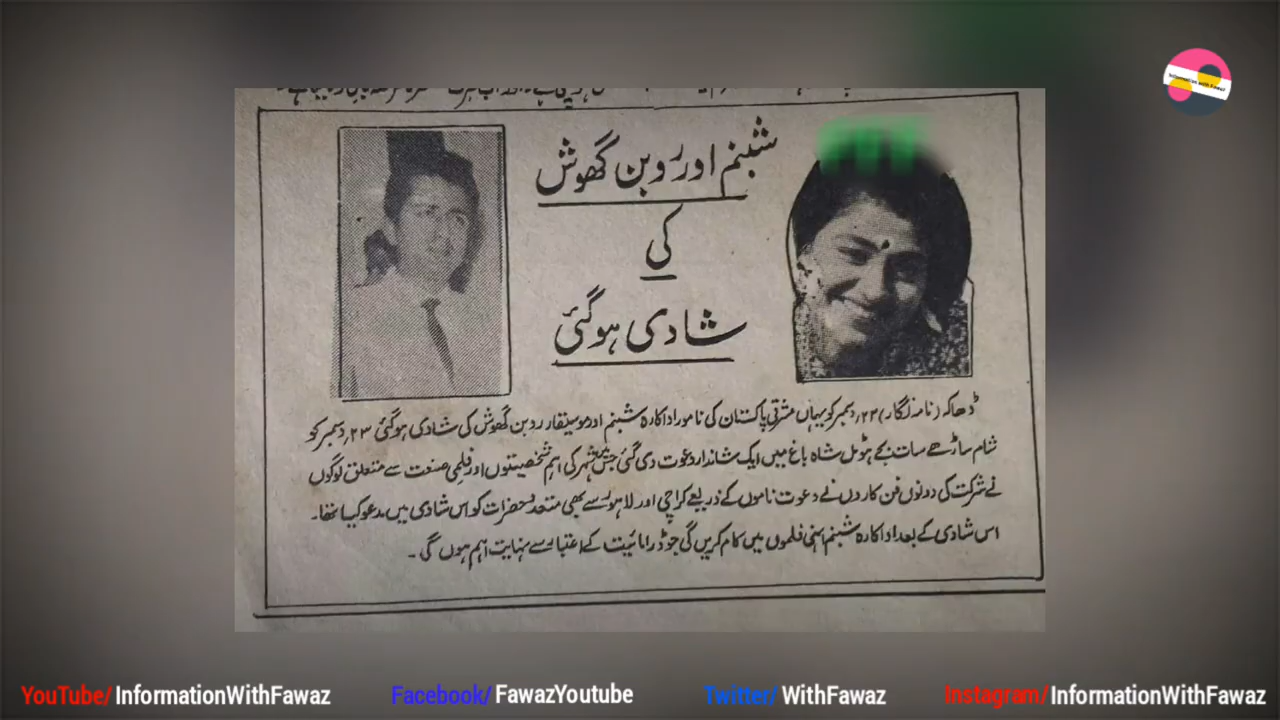 شبنم اور روبن گھوش
کی
شادی ہوگئی
ڈھاکہ (نامہ نگار) ۲۳ دسمبر کو یہاں مشرقی پاکستان کی نامور اداکارہ شبنم اور موسیقار روبن گھوش کی شادی ہوگئی ۲۳ دسمبر کو
شام ساڑھے سات بجے ہوٹل شاہ باغ میں ایک شاندار دعوت دی گئی جس میں شہر کی اہم شخصیتوں اور فلمی صنعت سے متعلق لوگوں
نے شرکت کی دونوں فن کاروں نے دعوت ناموں کے ذریعے کراچی اور لاہور سے بھی متعدد حضرات کو اس شادی میں مدعو کیا تھا۔
اس شادی کے بعد اداکارہ شبنم انہی فلموں میں کام کریں گی جو ڈرامائیت کے اعتبار سے نہایت اہم ہوں گی۔
Information with Fawaz
YouTube/ InformationWithFawaz Facebook/ FawazYoutube Twitter/ WithFawaz Instagram/ InformationWithFawaz